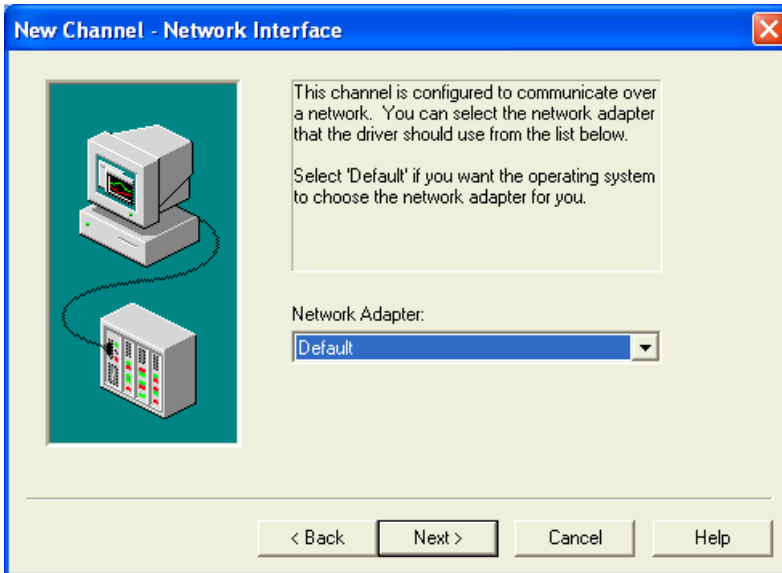 New Channel - Network Interface
This channel is configured to communicate over
a network.  You can select the network adapter
that the driver should use from the list below.
Select 'Default' if you want the operating system
to choose the network adapter for you.
Network Adapter:
Default
< Back
Next >
Cancel
Help